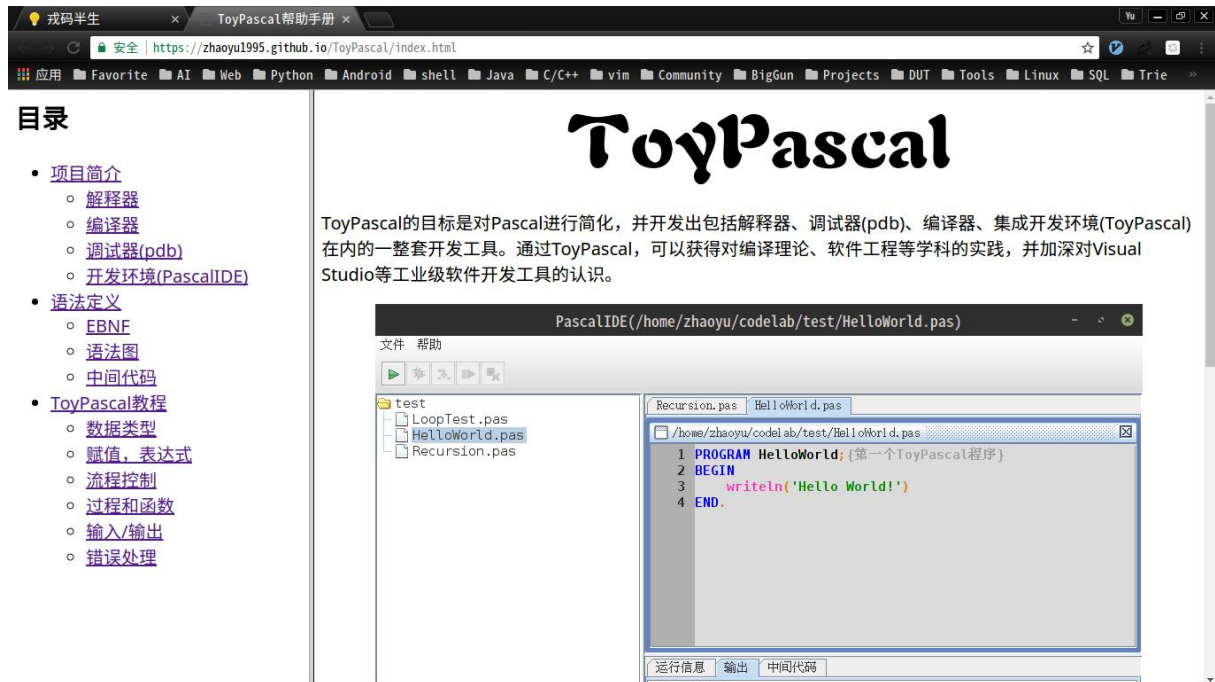 戎码半生
ToyPascal帮助手册
Yu
安全 | https://zhaoyu1995.github.io/ToyPascal/index.html
应用 Favorite AI Web Python Android shell Java C/C++ vim Community BigGun Projects DUT Tools Linux SQL Trie »
目录
项目简介
解释器
编译器
调试器(pdb)
开发环境(PascalIDE)
语法定义
EBNF
语法图
中间代码
ToyPascal教程
数据类型
赋值，表达式
流程控制
过程和函数
输入/输出
错误处理
ToyPascal
ToyPascal的目标是对Pascal进行简化，并开发出包括解释器、调试器(pdb)、编译器、集成开发环境(ToyPascal)
在内的一整套开发工具。通过ToyPascal，可以获得对编译理论、软件工程等学科的实践，并加深对Visual
Studio等工业级软件开发工具的认识。
PascalIDE(/home/zhaoyu/codelab/test/HelloWorld.pas)
文件 帮助
test
LoopTest.pas
HelloWorld.pas
Recursion.pas
Recursion.pas HelloWorld.pas
/home/zhaoyu/codelab/test/HelloWorld.pas
1 PROGRAM HelloWorld;{第一个ToyPascal程序}
2 BEGIN
3 writeln('Hello World!')
4 END.
运行信息 输出 中间代码